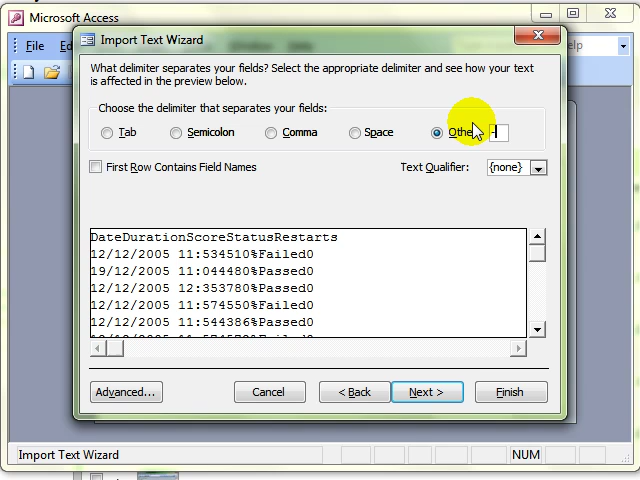 Microsoft Access
File
Import Text Wizard
What delimiter separates your fields? Select the appropriate delimiter and see how your text
is affected in the preview below.
Choose the delimiter that separates your fields:
Tab Semicolon Comma Space Othe -
First Row Contains Field Names Text Qualifier: {none}
DateDurationScoreStatusRestarts
12/12/2005 11:534510%Failed0
19/12/2005 11:044480%Passed0
12/12/2005 12:353780%Passed0
12/12/2005 11:574550%Failed0
12/12/2005 11:544386%Passed0
Advanced... Cancel < Back Next > Finish
Import Text Wizard NUM